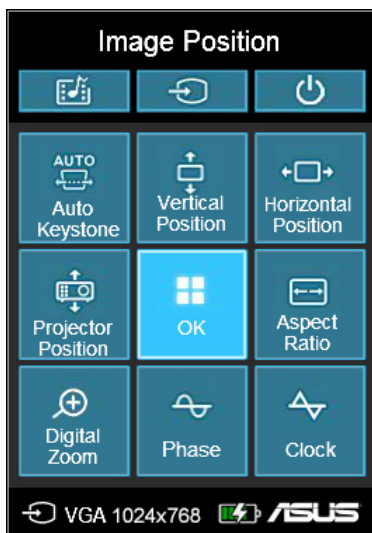 Image Position
AUTO
Auto
Keystone
Vertical
Position
Horizontal
Position
Projector
Position
OK
Aspect
Ratio
Digital
Zoom
Phase
Clock
VGA 1024x768
ASUS